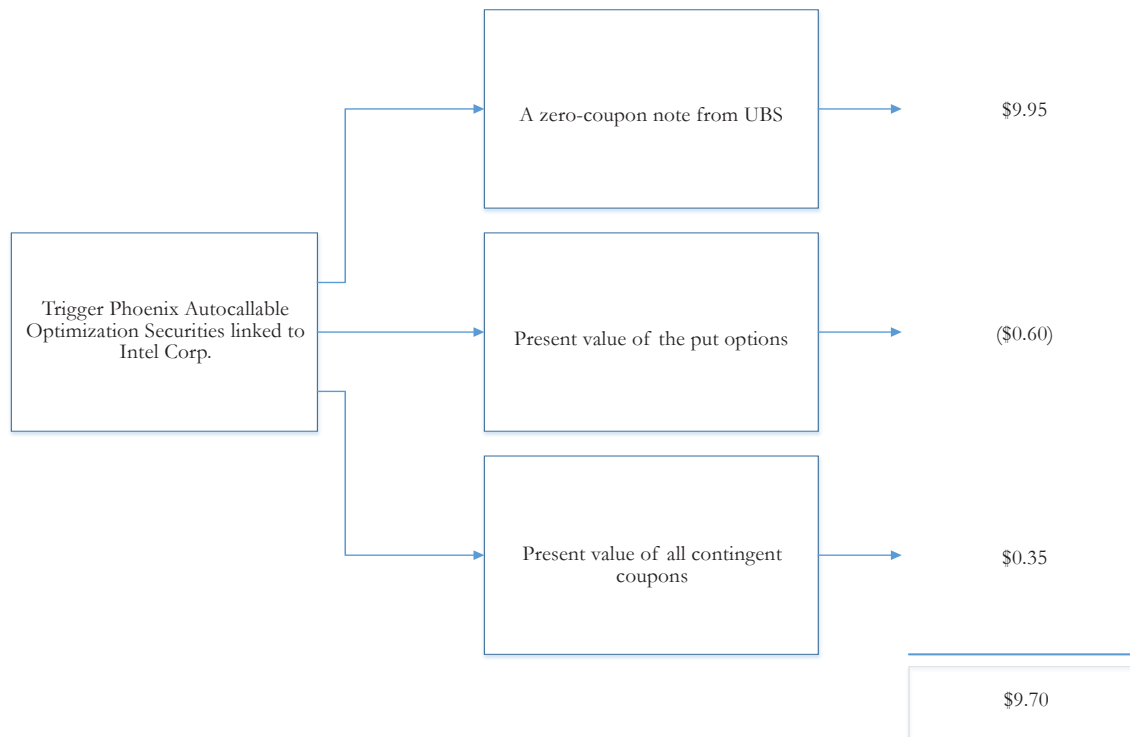 A zero-coupon note from UBS
$9.95
Trigger Phoenix Autocallable
Optimization Securities linked to
Intel Corp.
Present value of the put options
($0.60)
Present value of all contingent
coupons
$0.35
$9.70